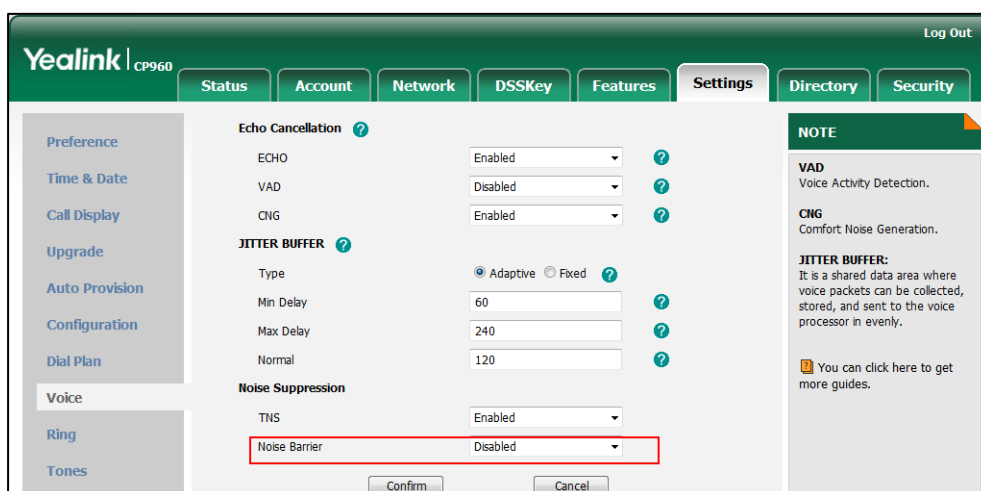 Log Out
Yealink CP960
Status Account Network DSSKey Features Settings Directory Security
Preference
Time & Date
Call Display
Upgrade
Auto Provision
Configuration
Dial Plan
Voice
Ring
Tones
Echo Cancellation ?
ECHO Enabled ?
VAD Disabled ?
CNG Enabled ?
JITTER BUFFER ?
Type Adaptive Fixed ?
Min Delay 60 ?
Max Delay 240 ?
Normal 120 ?
Noise Suppression
TNS Enabled
Noise Barrier Disabled
Confirm Cancel
NOTE
VAD
Voice Activity Detection.
CNG
Comfort Noise Generation.
JITTER BUFFER:
It is a shared data area where
voice packets can be collected,
stored, and sent to the voice
processor in evenly.
? You can click here to get
more guides.